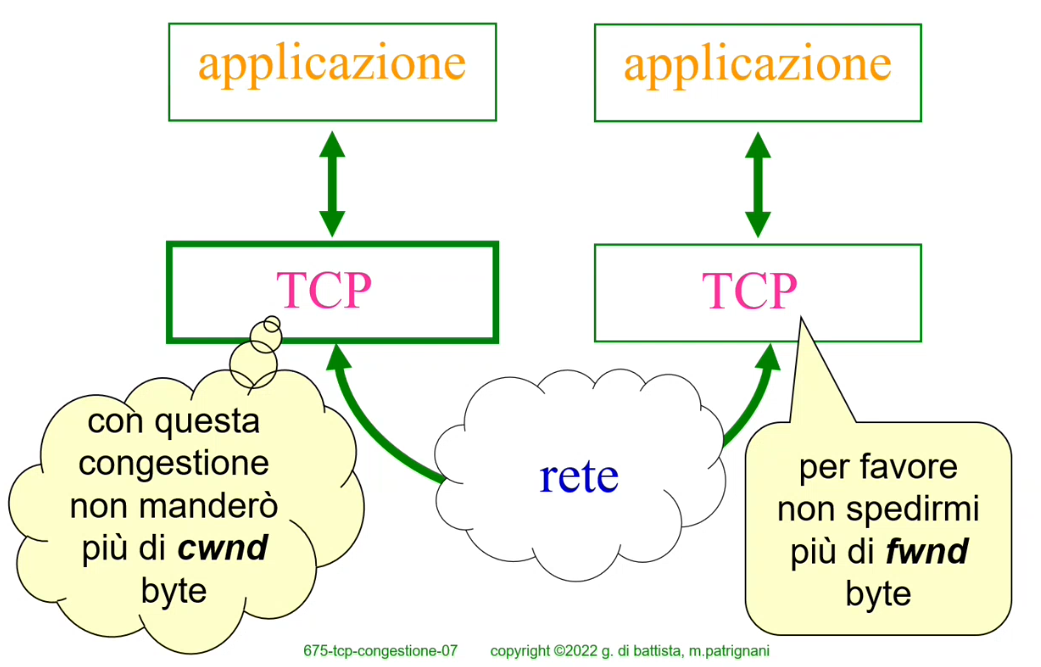 applicazione
applicazione
TCP
TCP
con questa
congestione
non manderò
più di cwnd
byte
rete
per favore
non spedirmi
più di fwnd
byte
675-tcp-congestione-07
copyright ©2022 g. di battista, m.patrignani